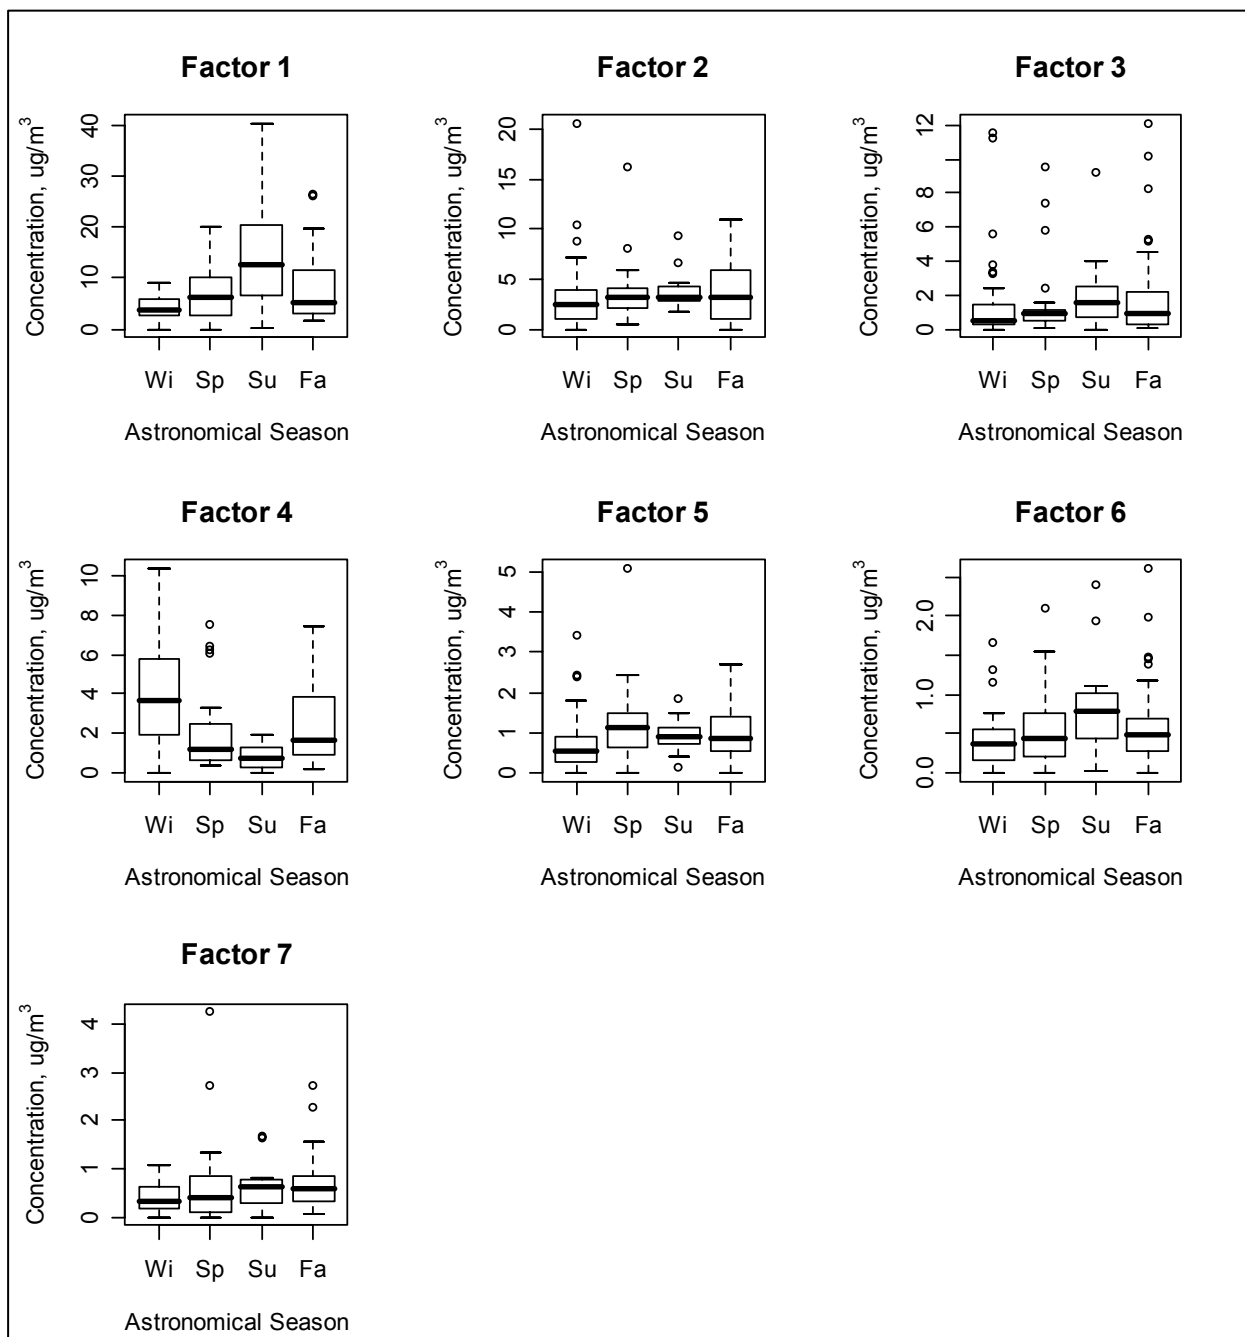 Factor 1
Concentration, ug/m³
0 10 20 30 40
Wi Sp Su Fa
Astronomical Season
Factor 2
Concentration, ug/m³
0 5 10 15 20
Wi Sp Su Fa
Astronomical Season
Factor 3
Concentration, ug/m³
0 2 4 6 8 12
Wi Sp Su Fa
Astronomical Season
Factor 4
Concentration, ug/m³
0 2 4 6 8 10
Wi Sp Su Fa
Astronomical Season
Factor 5
Concentration, ug/m³
0 1 2 3 4 5
Wi Sp Su Fa
Astronomical Season
Factor 6
Concentration, ug/m³
0.0 1.0 2.0
Wi Sp Su Fa
Astronomical Season
Factor 7
Concentration, ug/m³
0 1 2 3 4
Wi Sp Su Fa
Astronomical Season